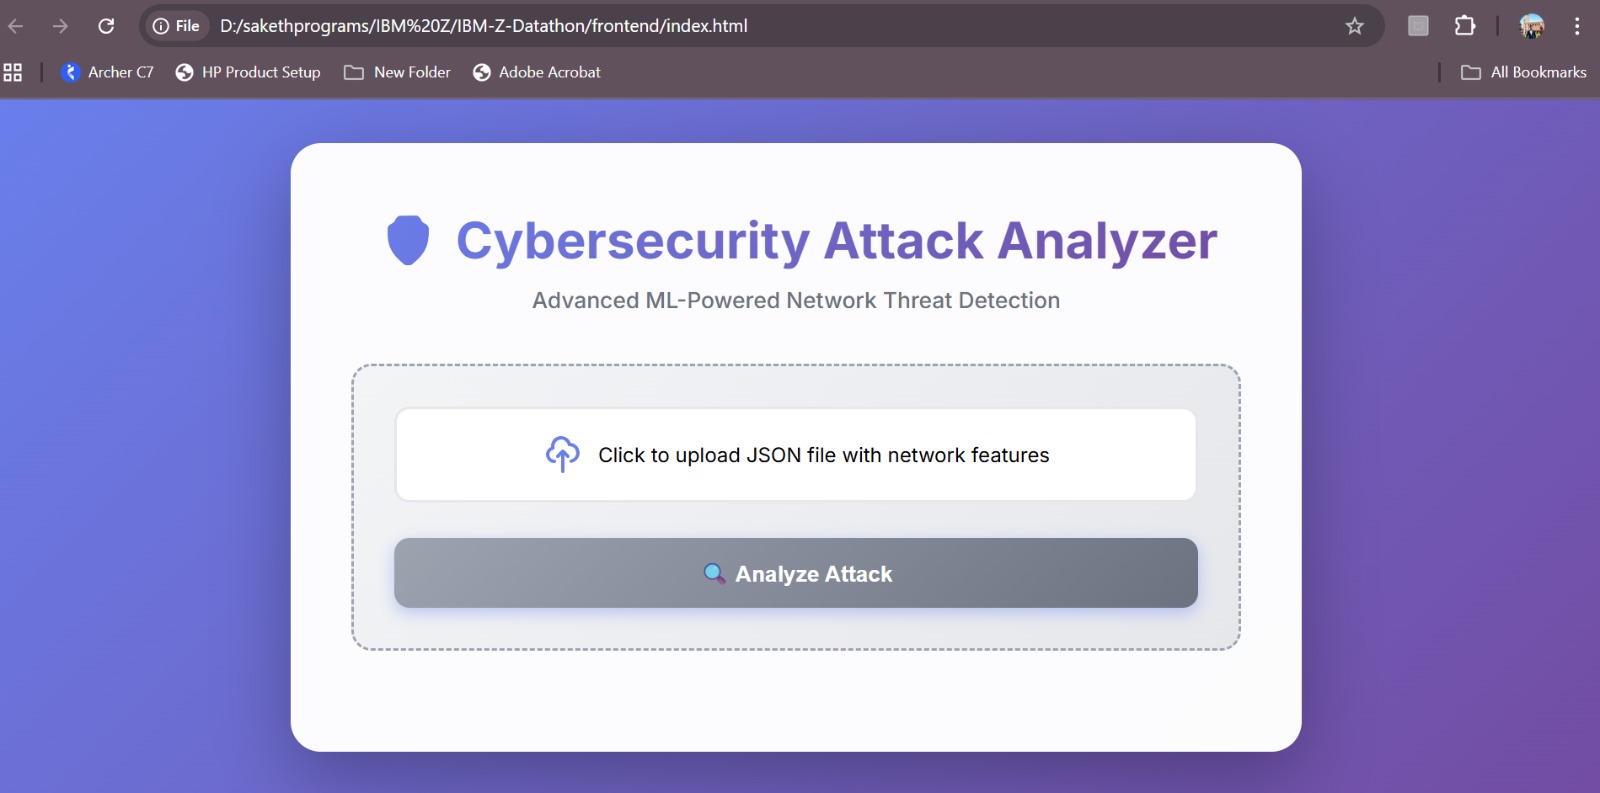 File D:/sakethprograms/IBM%20Z/IBM-Z-Datathon/frontend/index.html
Archer C7 HP Product Setup New Folder Adobe Acrobat All Bookmarks
Cybersecurity Attack Analyzer
Advanced ML-Powered Network Threat Detection
Click to upload JSON file with network features
Analyze Attack